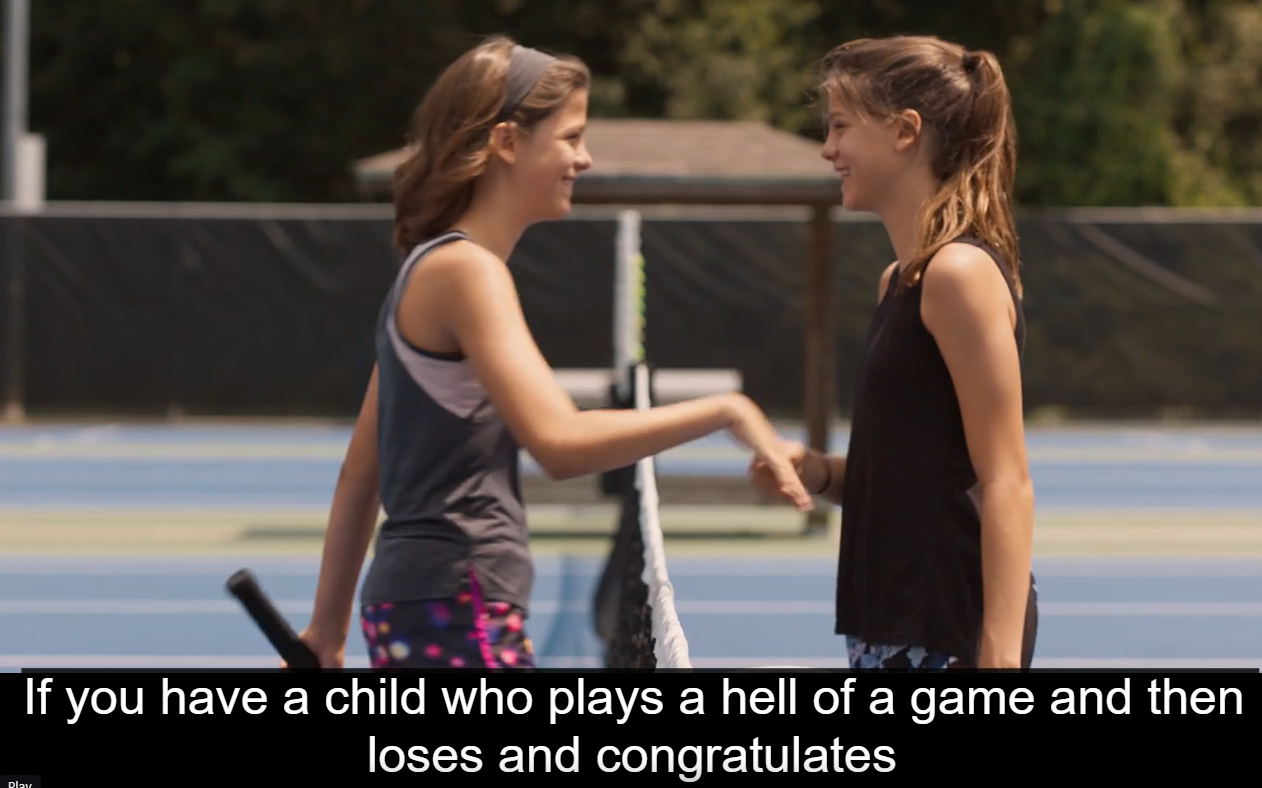 If you have a child who plays a hell of a game and then
loses and congratulates
Play